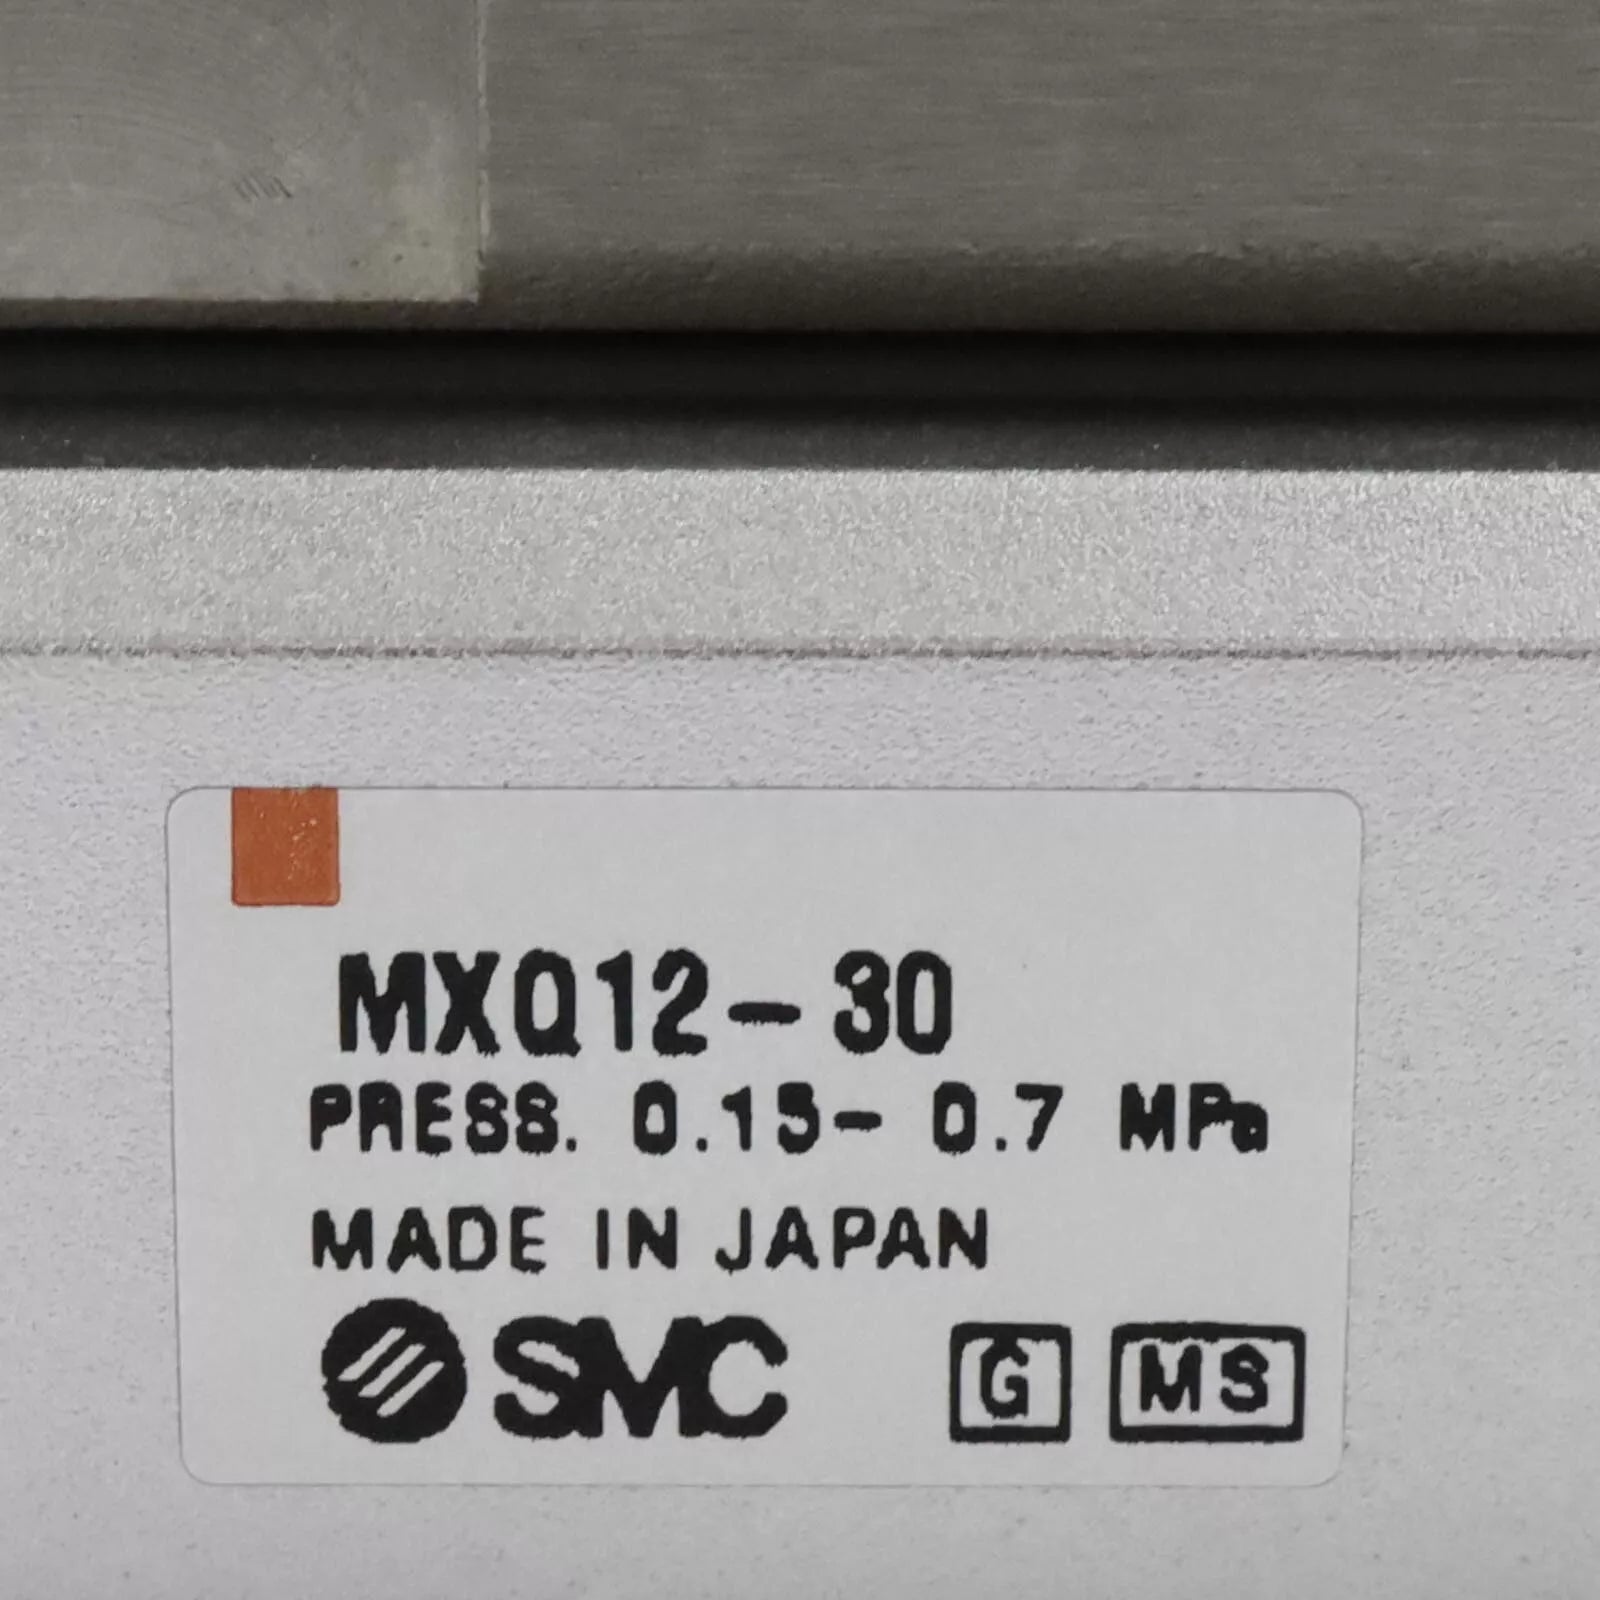 MXQ12-30
PRESS. 0.15- 0.7 MPa
MADE IN JAPAN
SMC G MS